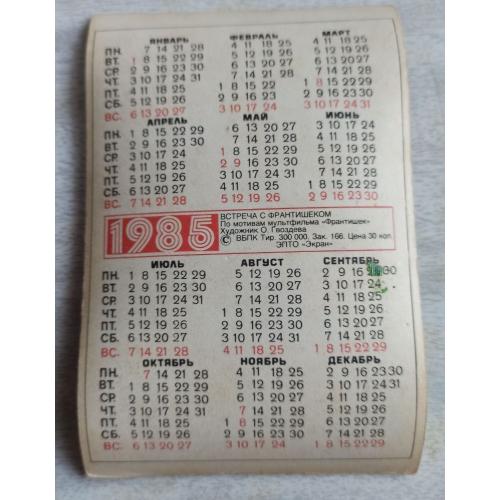 ЯНВАРЬ ФЕВРАЛЬ МАРТ
ПН. 7 14 21 28 4 11 18 25 4 11 18 25
ВТ. 1 8 15 22 29 5 12 19 26 5 12 19 26
СР. 2 9 16 23 30 6 13 20 27 6 13 20 27
ЧТ. 3 10 17 24 31 7 14 21 28 7 14 21 28
ПТ. 4 11 18 25 1 8 15 22 1 8 15 22 29
СБ. 5 12 19 26 2 9 16 23 2 9 16 23 30
ВС. 6 13 20 27 3 10 17 24 3 10 17 24 31
АПРЕЛЬ МАЙ ИЮНЬ
ПН. 1 8 15 22 29 6 13 20 27 3 10 17 24
ВТ. 2 9 16 23 30 7 14 21 28 4 11 18 25
СР. 3 10 17 24 1 8 15 22 29 5 12 19 26
ЧТ. 4 11 18 25 2 9 16 23 30 6 13 20 27
ПТ. 5 12 19 26 3 10 17 24 31 7 14 21 28
СБ. 6 13 20 27 4 11 18 25 1 8 15 22 29
ВС. 7 14 21 28 5 12 19 26 2 9 16 23 30
1985
ВСТРЕЧА С ФРАНТИШЕКОМ
По мотивам мультфильма «Франтишек»
Художник О. Гвоздева
© ВБПК Тир. 300 000. Зак. 166. Цена 30 коп.
ЭПТО «Экран»
ИЮЛЬ АВГУСТ СЕНТЯБРЬ
ПН. 1 8 15 22 29 5 12 19 26 2 9 16 30
ВТ. 2 9 16 23 30 6 13 20 27 3 10 17 24
СР. 3 10 17 24 31 7 14 21 28 4 11 18 25
ЧТ. 4 11 18 25 1 8 15 22 29 5 12 19 26
ПТ. 5 12 19 26 2 9 16 23 30 6 13 20 27
СБ. 6 13 20 27 3 10 17 24 31 7 14 21 28
ВС. 7 14 21 28 4 11 18 25 1 8 15 22 29
ОКТЯБРЬ НОЯБРЬ ДЕКАБРЬ
ПН. 7 14 21 28 4 11 18 25 2 9 16 23 30
ВТ. 1 8 15 22 29 5 12 19 26 3 10 17 24 31
СР. 2 9 16 23 30 6 13 20 27 4 11 18 25
ЧТ. 3 10 17 24 31 7 14 21 28 5 12 19 26
ПТ. 4 11 18 25 1 8 15 22 29 6 13 20 27
СБ. 5 12 19 26 2 9 16 23 30 7 14 21 28
ВС. 6 13 20 27 3 10 17 24 1 8 15 22 29